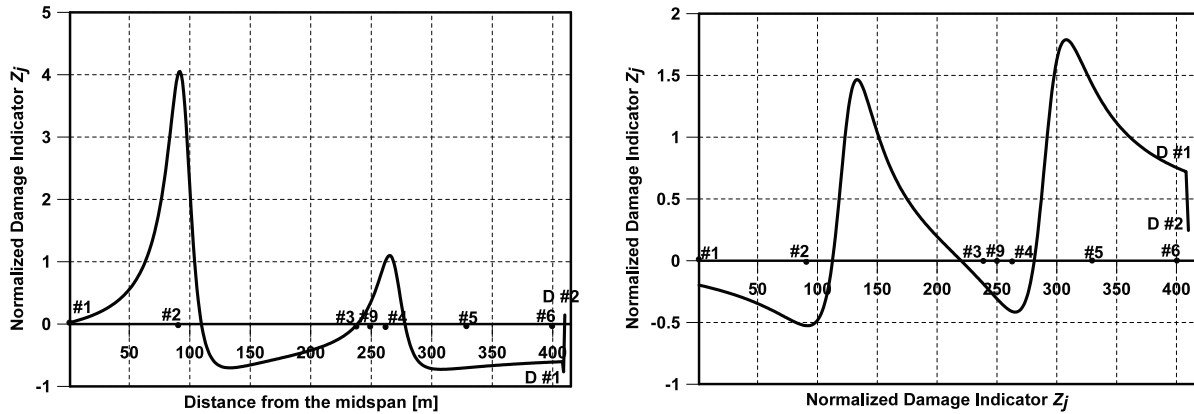 5
4
3
2
1
0
-1
Normalized Damage Indicator Zj
#1
#2
#3 #9 #4
#5
#6
D #2
D #1
50 100 150 200 250 300 350 400
Distance from the midspan [m]
2
1.5
1
0.5
0
-0.5
-1
Normalized Damage Indicator Zj
#1
#2
#3 #9 #4
#5
#6
D #1
D #2
50 100 150 200 250 300 350 400
Normalized Damage Indicator Zj